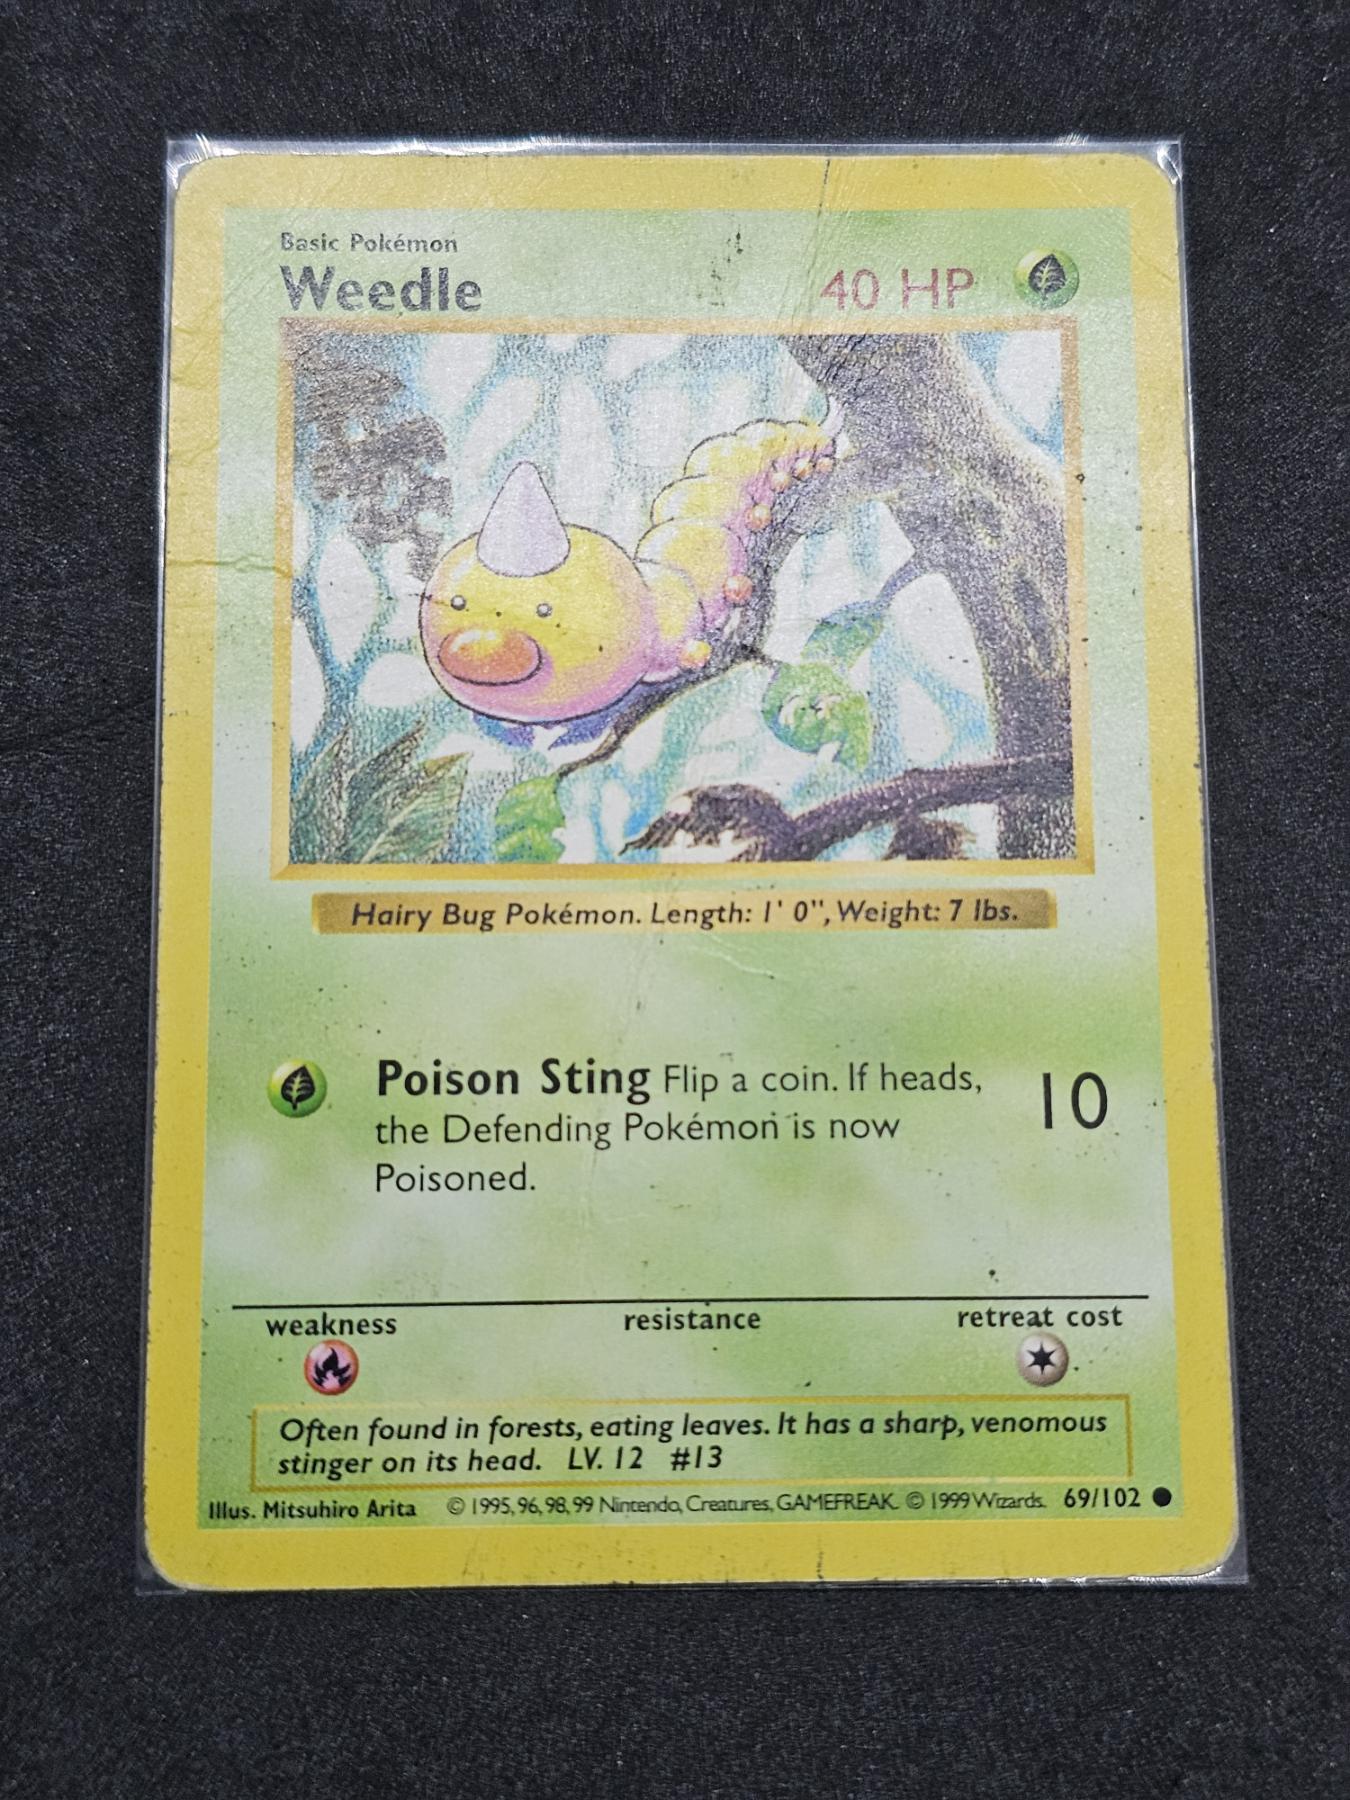 Basic Pokémon
Weedle 40 HP
Hairy Bug Pokémon. Length: 1' 0", Weight: 7 lbs.
Poison Sting Flip a coin. If heads, 10
the Defending Pokémon is now
Poisoned.
weakness resistance retreat cost
Often found in forests, eating leaves. It has a sharp, venomous
stinger on its head. LV. 12 #13
Illus. Mitsuhiro Arita © 1995, 96, 98, 99 Nintendo, Creatures, GAMEFREAK. © 1999 Wizards. 69/102